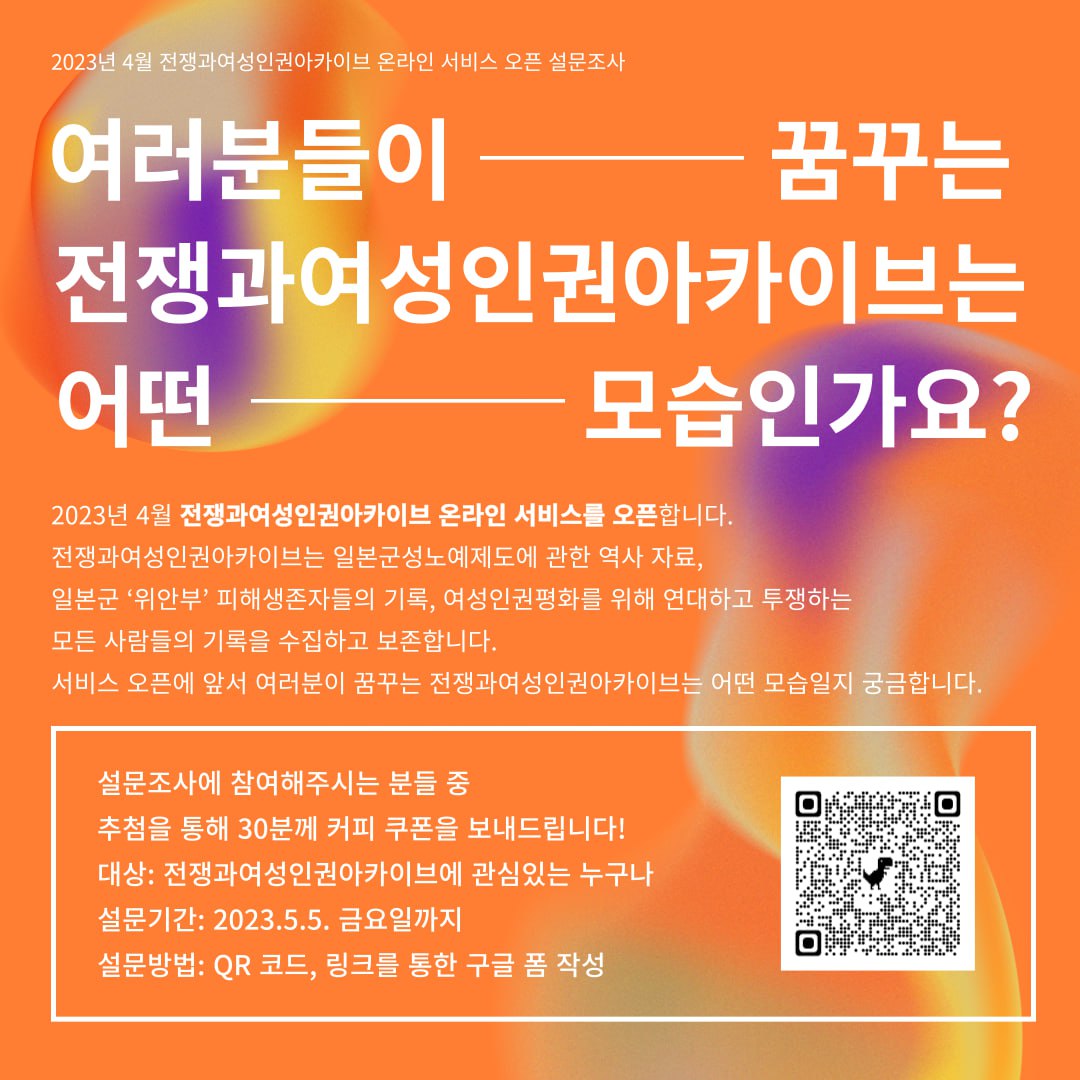 2023년 4월 전쟁과여성인권아카이브 온라인 서비스 오픈 설문조사
여러분들이 꿈꾸는
전쟁과여성인권아카이브는
어떤 모습인가요?
2023년 4월 전쟁과여성인권아카이브 온라인 서비스를 오픈합니다.
전쟁과여성인권아카이브는 일본군성노예제도에 관한 역사 자료,
일본군 ‘위안부’ 피해생존자들의 기록, 여성인권평화를 위해 연대하고 투쟁하는
모든 사람들의 기록을 수집하고 보존합니다.
서비스 오픈에 앞서 여러분이 꿈꾸는 전쟁과여성인권아카이브는 어떤 모습일지 궁금합니다.
설문조사에 참여해주시는 분들 중
추첨을 통해 30분께 커피 쿠폰을 보내드립니다!
대상: 전쟁과여성인권아카이브에 관심있는 누구나
설문기간: 2023.5.5. 금요일까지
설문방법: QR 코드, 링크를 통한 구글 폼 작성